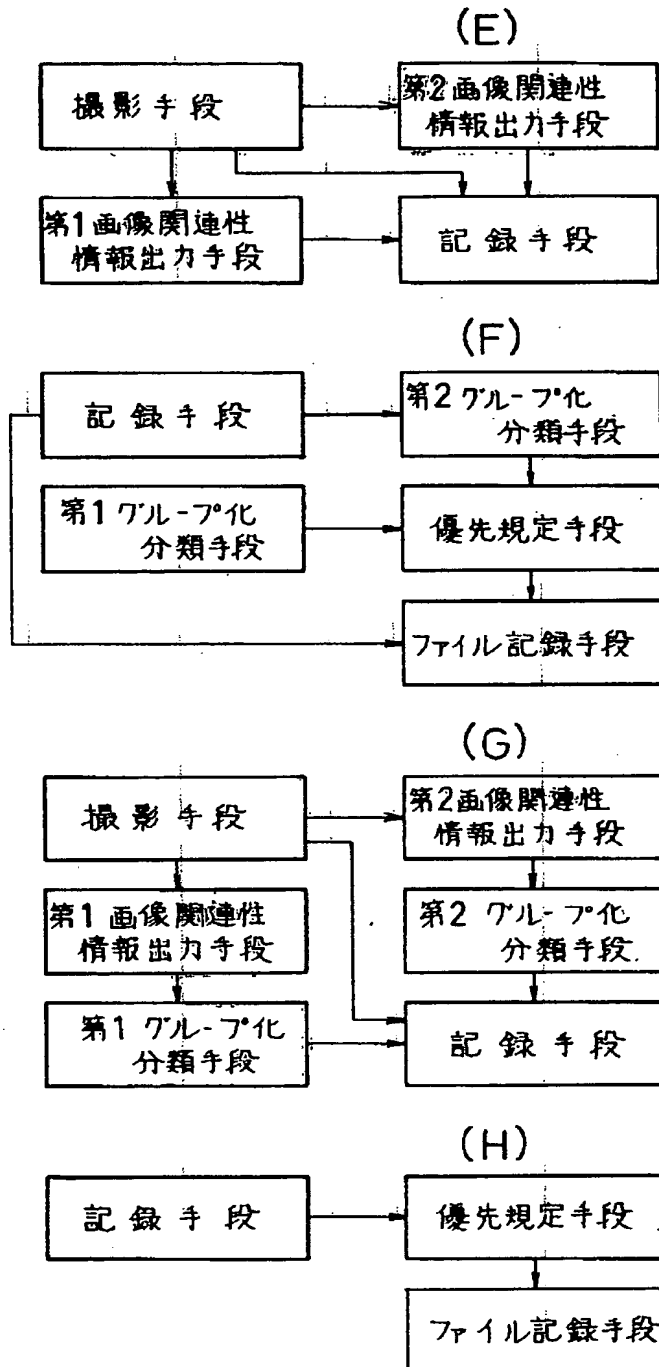 (E)
撮影手段
第2画像関連性
情報出力手段
第1画像関連性
情報出力手段
記録手段
(F)
記録手段
第2グループ化
分類手段
第1グループ化
分類手段
優先規定手段
ファイル記録手段
(G)
撮影手段
第2画像関連性
情報出力手段
第1画像関連性
情報出力手段
第2グループ化
分類手段
第1グループ化
分類手段
記録手段
(H)
記録手段
優先規定手段
ファイル記録手段